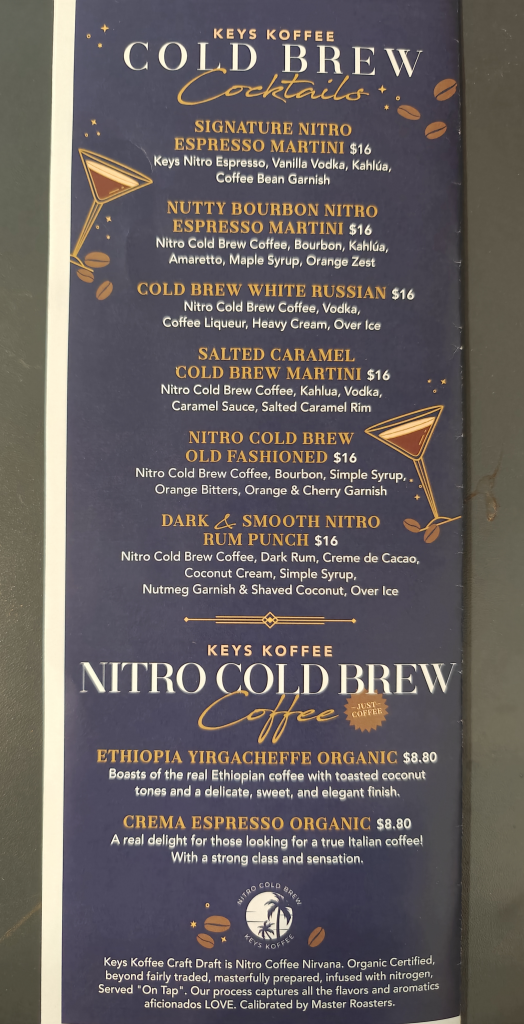 KEYS KOFFEE
COLD BREW
Cocktails
SIGNATURE NITRO
ESPRESSO MARTINI $16
Keys Nitro Espresso, Vanilla Vodka, Kahlúa,
Coffee Bean Garnish
NUTTY BOURBON NITRO
ESPRESSO MARTINI $16
Nitro Cold Brew Coffee, Bourbon, Kahlúa,
Amaretto, Maple Syrup, Orange Zest
COLD BREW WHITE RUSSIAN $16
Nitro Cold Brew Coffee, Vodka,
Coffee Liqueur, Heavy Cream, Over Ice
SALTED CARAMEL
COLD BREW MARTINI $16
Nitro Cold Brew Coffee, Kahlua, Vodka,
Caramel Sauce, Salted Caramel Rim
NITRO COLD BREW
OLD FASHIONED $16
Nitro Cold Brew Coffee, Bourbon, Simple Syrup,
Orange Bitters, Orange & Cherry Garnish
DARK & SMOOTH NITRO
RUM PUNCH $16
Nitro Cold Brew Coffee, Dark Rum, Creme de Cacao,
Coconut Cream, Simple Syrup,
Nutmeg Garnish & Shaved Coconut, Over Ice
KEYS KOFFEE
NITRO COLD BREW
Coffee
-JUST-
COFFEE
ETHIOPIA YIRGACHEFFE ORGANIC $8.80
Boasts of the real Ethiopian coffee with toasted coconut
tones and a delicate, sweet, and elegant finish.
CREMA ESPRESSO ORGANIC $8.80
A real delight for those looking for a true Italian coffee!
With a strong class and sensation.
NITRO COLD BREW
KEYS KOFFEE
Keys Koffee Craft Draft is Nitro Coffee Nirvana. Organic Certified,
beyond fairly traded, masterfully prepared, infused with nitrogen,
Served "On Tap". Our process captures all the flavors and aromatics
aficionados LOVE. Calibrated by Master Roasters.